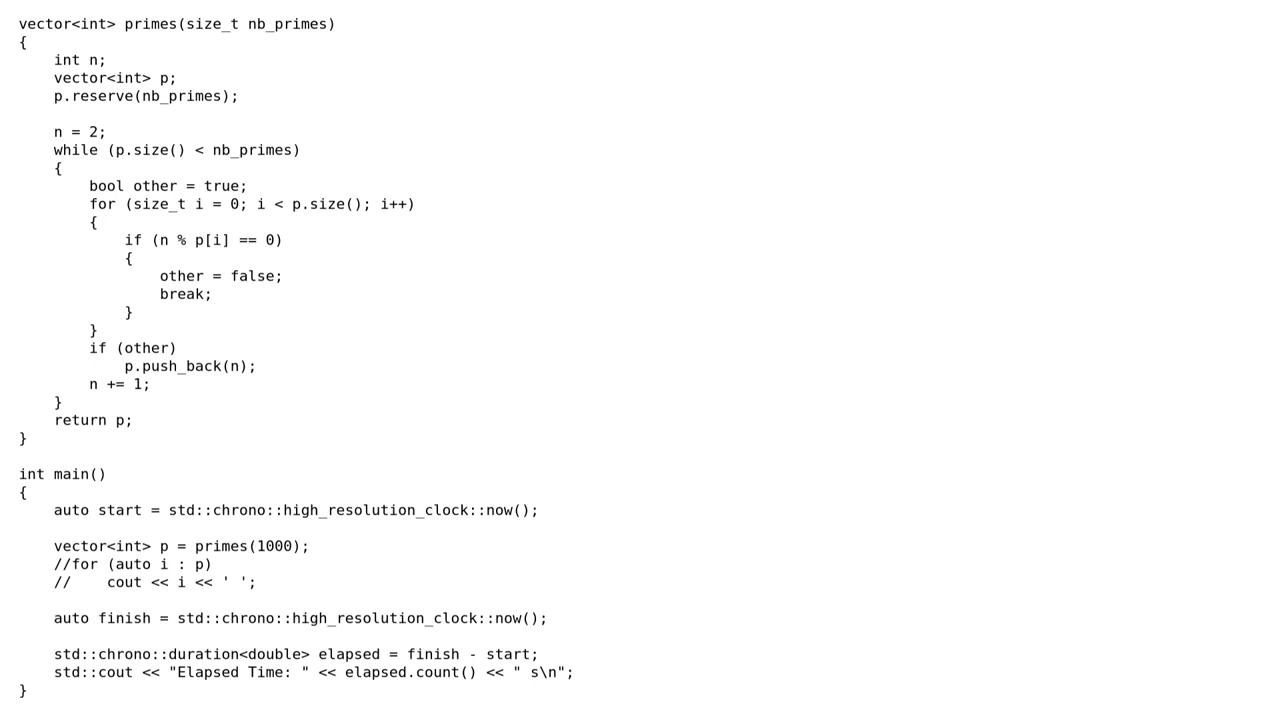 vector<int> primes(size_t nb_primes)
{
    int n;
    vector<int> p;
    p.reserve(nb_primes);

    n = 2;
    while (p.size() < nb_primes)
    {
        bool other = true;
        for (size_t i = 0; i < p.size(); i++)
        {
            if (n % p[i] == 0)
            {
                other = false;
                break;
            }
        }
        if (other)
            p.push_back(n);
        n += 1;
    }
    return p;
}

int main()
{
    auto start = std::chrono::high_resolution_clock::now();

    vector<int> p = primes(1000);
    //for (auto i : p)
    //    cout << i << ' ';

    auto finish = std::chrono::high_resolution_clock::now();

    std::chrono::duration<double> elapsed = finish - start;
    std::cout << "Elapsed Time: " << elapsed.count() << " s\n";
}